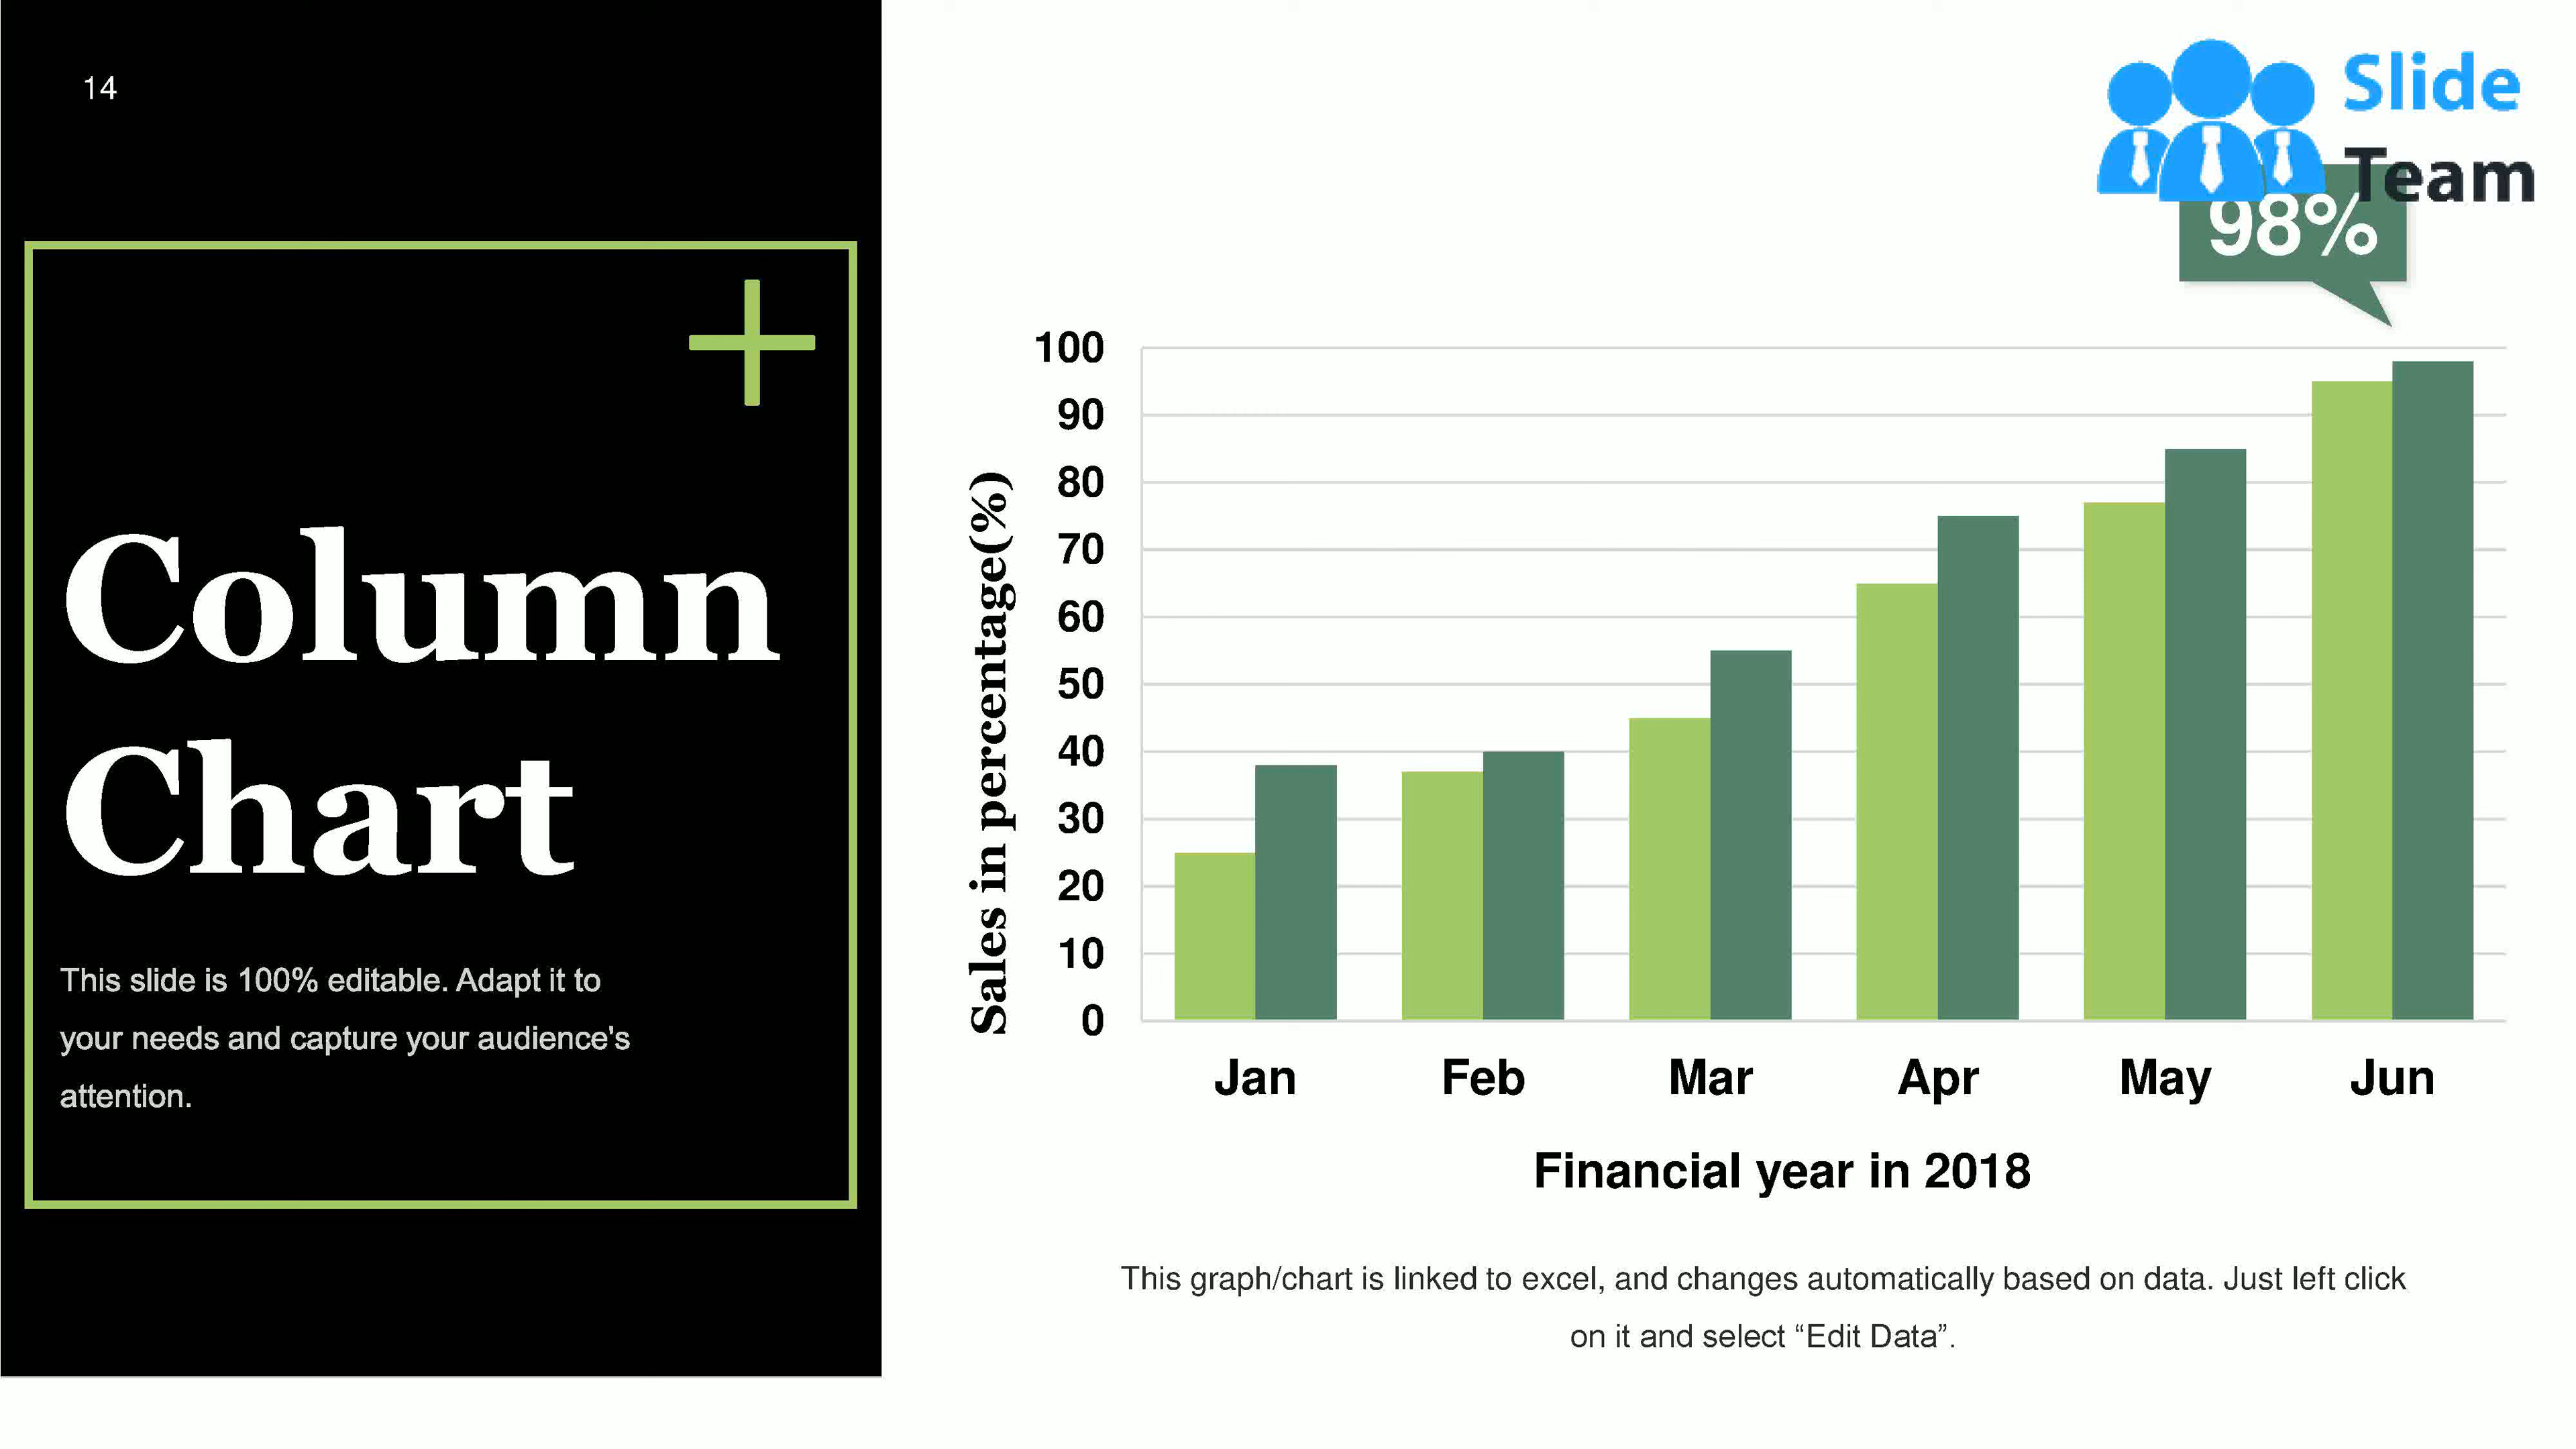 14
Column
Chart
This slide is 100% editable. Adapt it to
your needs and capture your audience's
attention.
Slide
Team
98%
Sales in percentage(%)
100
90
80
70
60
50
40
30
20
10
0
Jan Feb Mar Apr May Jun
Financial year in 2018
This graph/chart is linked to excel, and changes automatically based on data. Just left click
on it and select “Edit Data”.